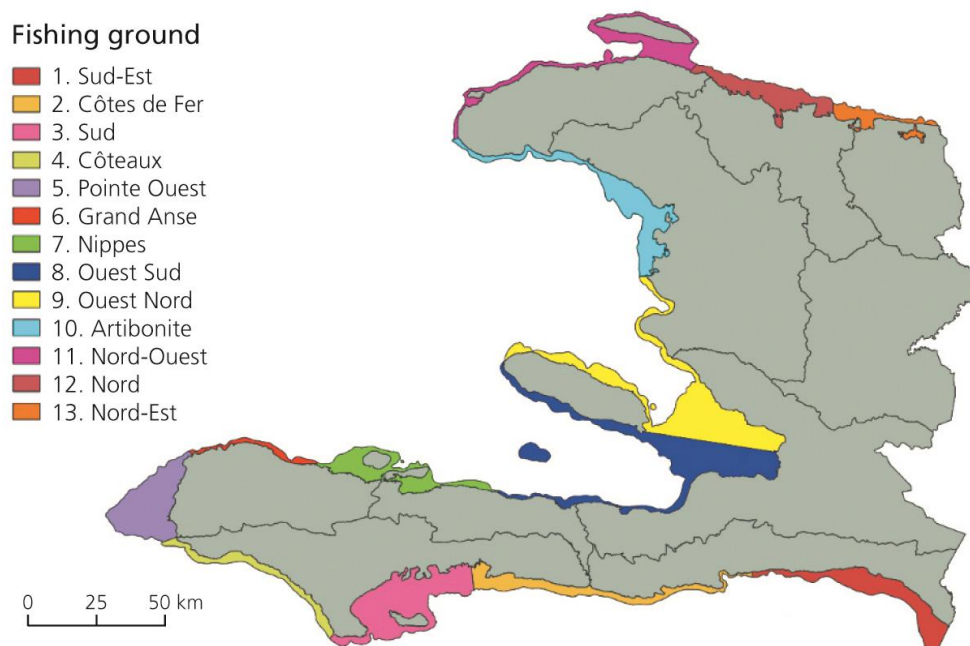 Fishing ground
1. Sud-Est
2. Côtes de Fer
3. Sud
4. Côteaux
5. Pointe Ouest
6. Grand Anse
7. Nippes
8. Ouest Sud
9. Ouest Nord
10. Artibonite
11. Nord-Ouest
12. Nord
13. Nord-Est
0 25 50 km